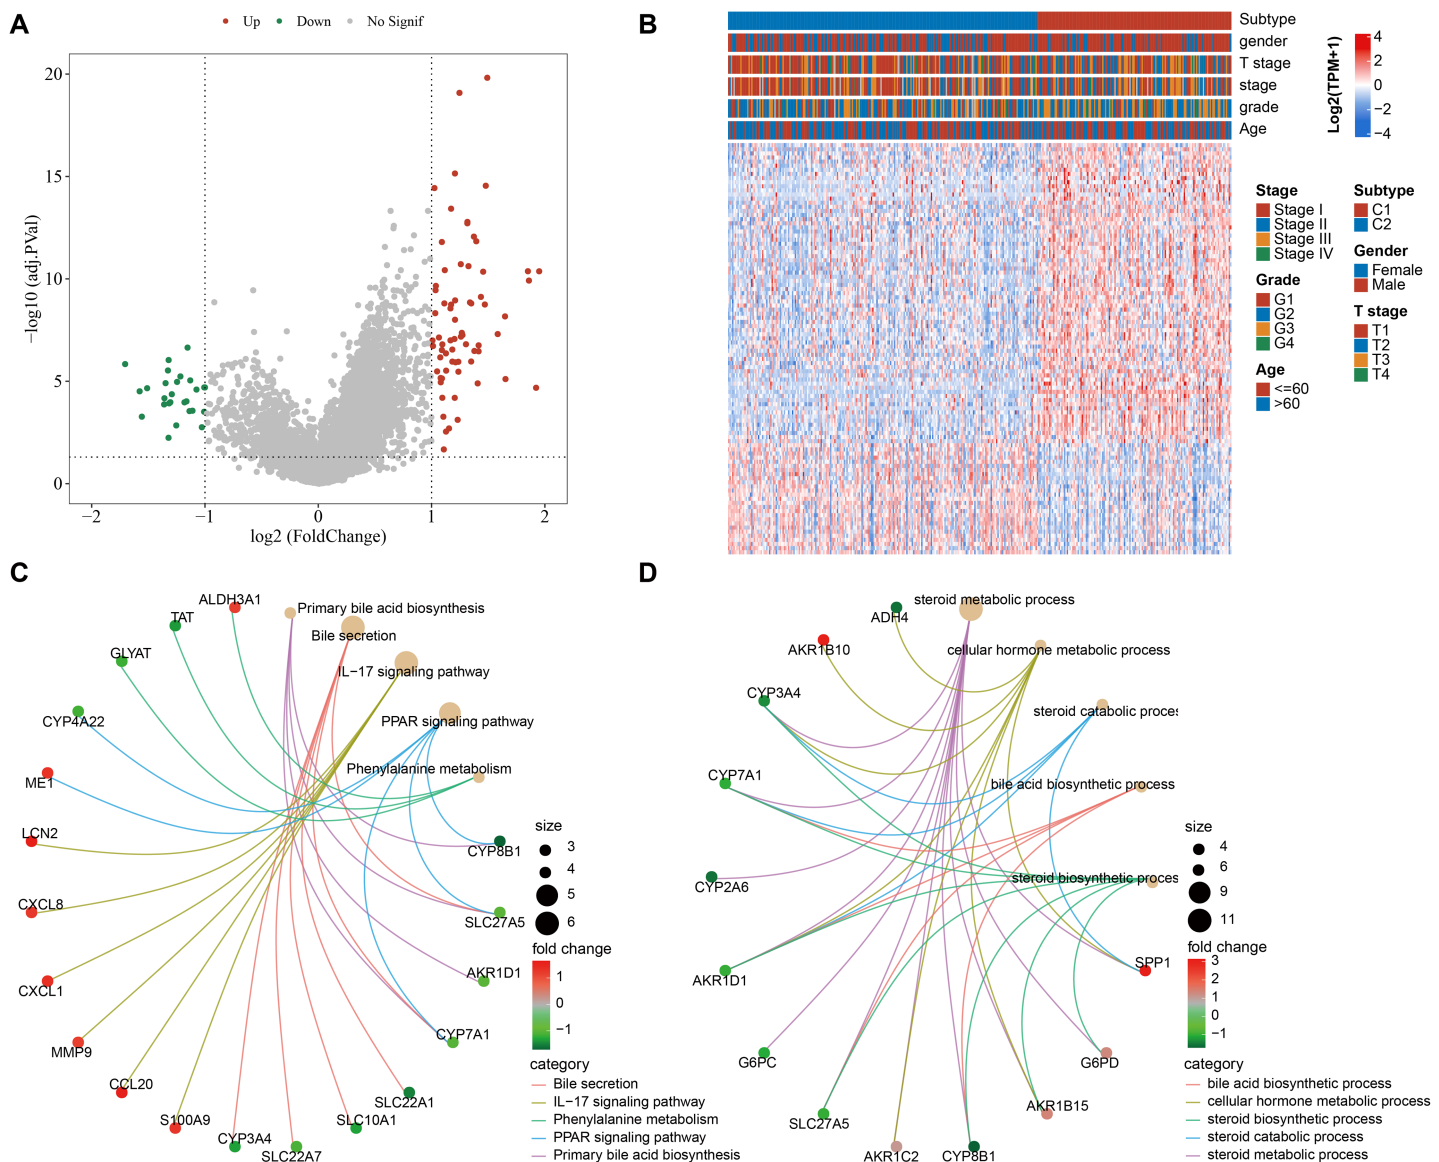 A
Up
Down
No Signif
20
15
10
5
0
−log10 (adj.PVal)
−2
−1
0
1
2
log2 (FoldChange)
B
Subtype
gender
T stage
stage
grade
Age
Log2(TPM+1)
4
2
0
−2
−4
Stage
Stage I
Stage II
Stage III
Stage IV
Grade
G1
G2
G3
G4
Age
<=60
>60
Subtype
C1
C2
Gender
Female
Male
T stage
T1
T2
T3
T4
C
ALDH3A1
TAT
GLYAT
CYP4A22
ME1
LCN2
CXCL8
CXCL1
MMP9
CCL20
S100A9
CYP3A4
SLC22A7
SLC10A1
SLC22A1
CYP7A1
AKR1D1
SLC27A5
CYP8B1
Primary bile acid biosynthesis
Bile secretion
IL−17 signaling pathway
PPAR signaling pathway
Phenylalanine metabolism
size
3
4
5
6
fold change
1
0
−1
category
Bile secretion
IL−17 signaling pathway
Phenylalanine metabolism
PPAR signaling pathway
Primary bile acid biosynthesis
D
steroid metabolic process
ADH4
AKR1B10
cellular hormone metabolic process
CYP3A4
steroid catabolic proces
CYP7A1
bile acid biosynthetic process
CYP2A6
steroid biosynthetic proces
AKR1D1
SPP1
G6PC
G6PD
SLC27A5
AKR1B15
AKR1C2
CYP8B1
size
4
6
9
11
fold change
3
2
1
0
−1
category
bile acid biosynthetic process
cellular hormone metabolic process
steroid biosynthetic process
steroid catabolic process
steroid metabolic process